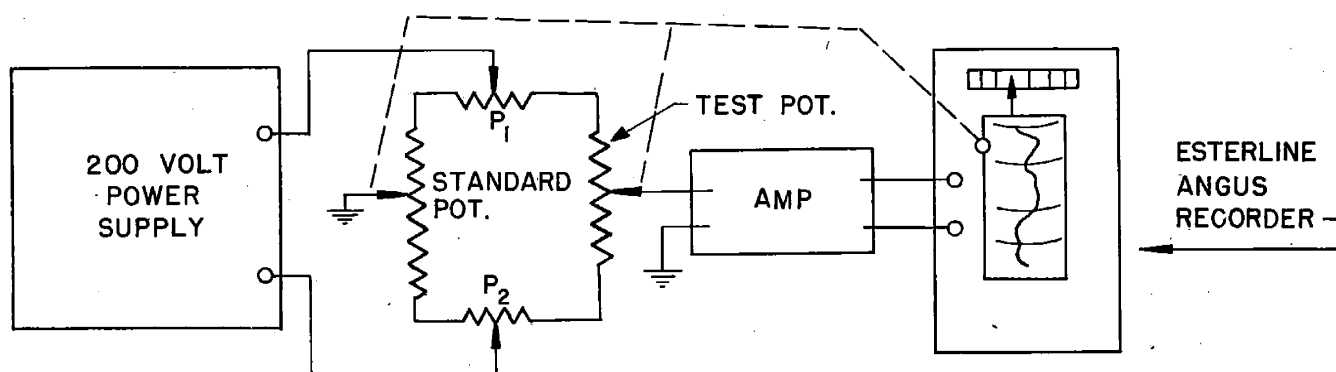 200 VOLT
POWER
SUPPLY
P1
STANDARD
POT.
P2
TEST POT.
AMP
ESTERLINE
ANGUS
RECORDER –